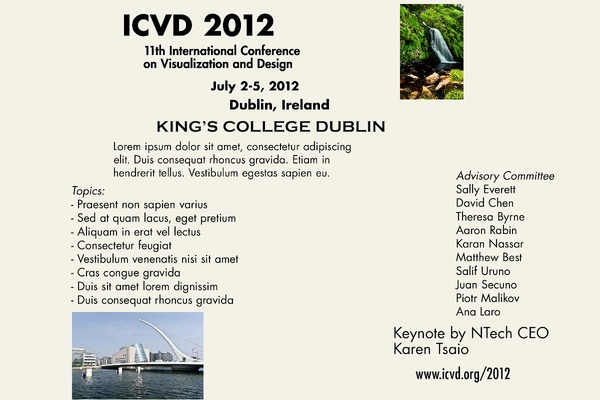 ICVD 2012
11th International Conference
on Visualization and Design
July 2-5, 2012
Dublin, Ireland
KING'S COLLEGE DUBLIN
Lorem ipsum dolor sit amet, consectetur adipiscing
elit. Duis consequat rhoncus gravida. Etiam in
hendrerit tellus. Vestibulum egestas sapien eu.
Topics:
- Praesent non sapien varius
- Sed at quam lacus, eget pretium
- Aliquam in erat vel lectus
- Consectetur feugiat
- Vestibulum venenatis nisi sit amet
- Cras congue gravida
- Duis sit amet lorem dignissim
- Duis consequat rhoncus gravida
Advisory Committee
Sally Everett
David Chen
Theresa Byrne
Aaron Rabin
Karan Nassar
Matthew Best
Salif Uruno
Juan Secuno
Piotr Malikov
Ana Laro
Keynote by NTech CEO
Karen Tsaio
www.icvd.org/2012